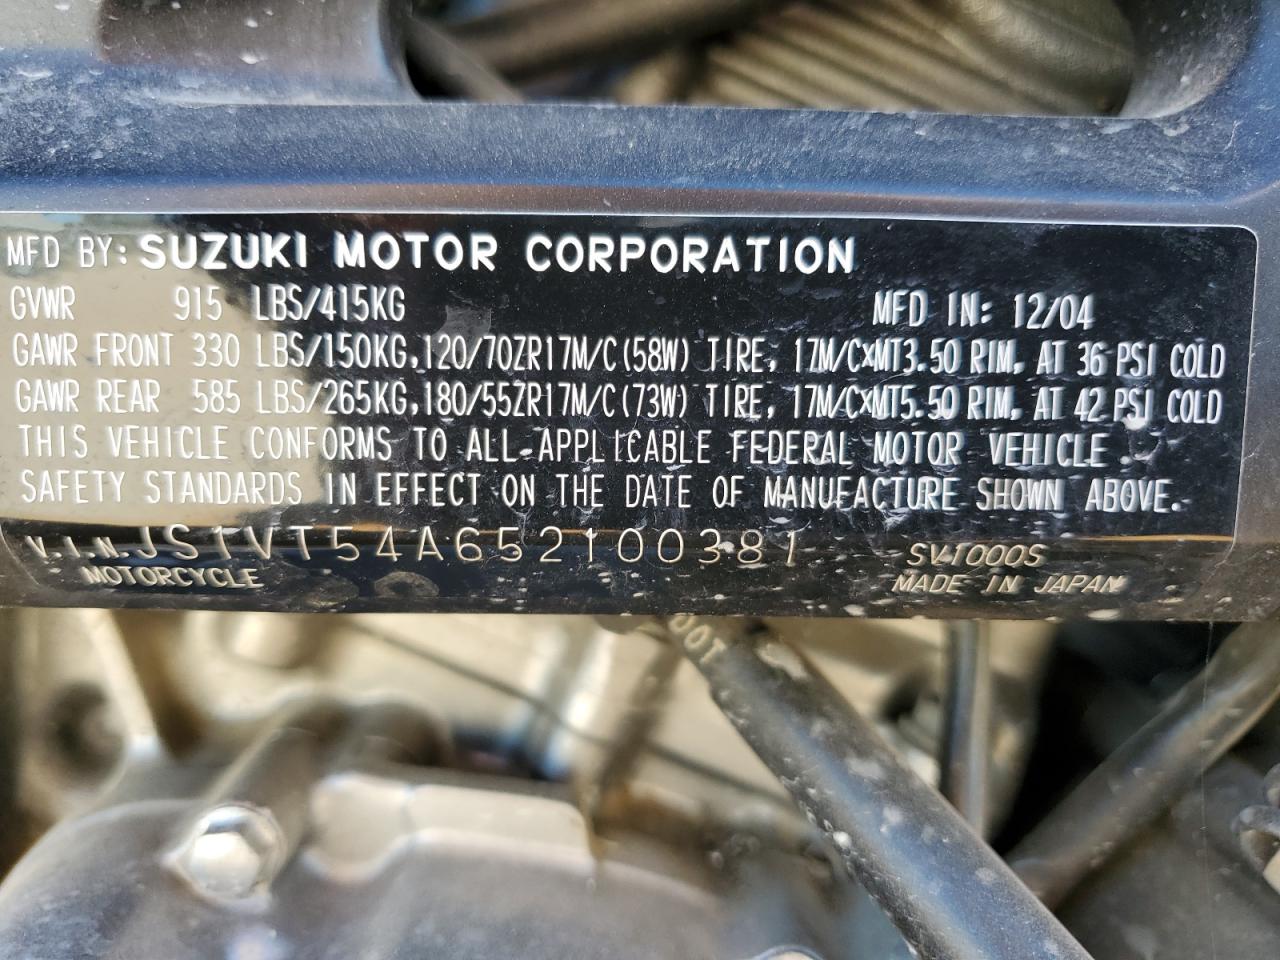 MFD BY: SUZUKI MOTOR CORPORATION
GVWR 915 LBS/415KG MFD IN: 12/04
GAWR FRONT 330 LBS/150KG,120/70ZR17M/C(58W) TIRE, 17M/C×MT3.50 RIM, AT 36 PSI COLD
GAWR REAR 585 LBS/265KG,180/55ZR17M/C(73W) TIRE, 17M/C×MT5.50 RIM, AT 42 PSI COLD
THIS VEHICLE CONFORMS TO ALL APPLICABLE FEDERAL MOTOR VEHICLE
SAFETY STANDARDS IN EFFECT ON THE DATE OF MANUFACTURE SHOWN ABOVE.
V.I.N. JS1VT54A652100381 SV1000S
MOTORCYCLE MADE IN JAPAN